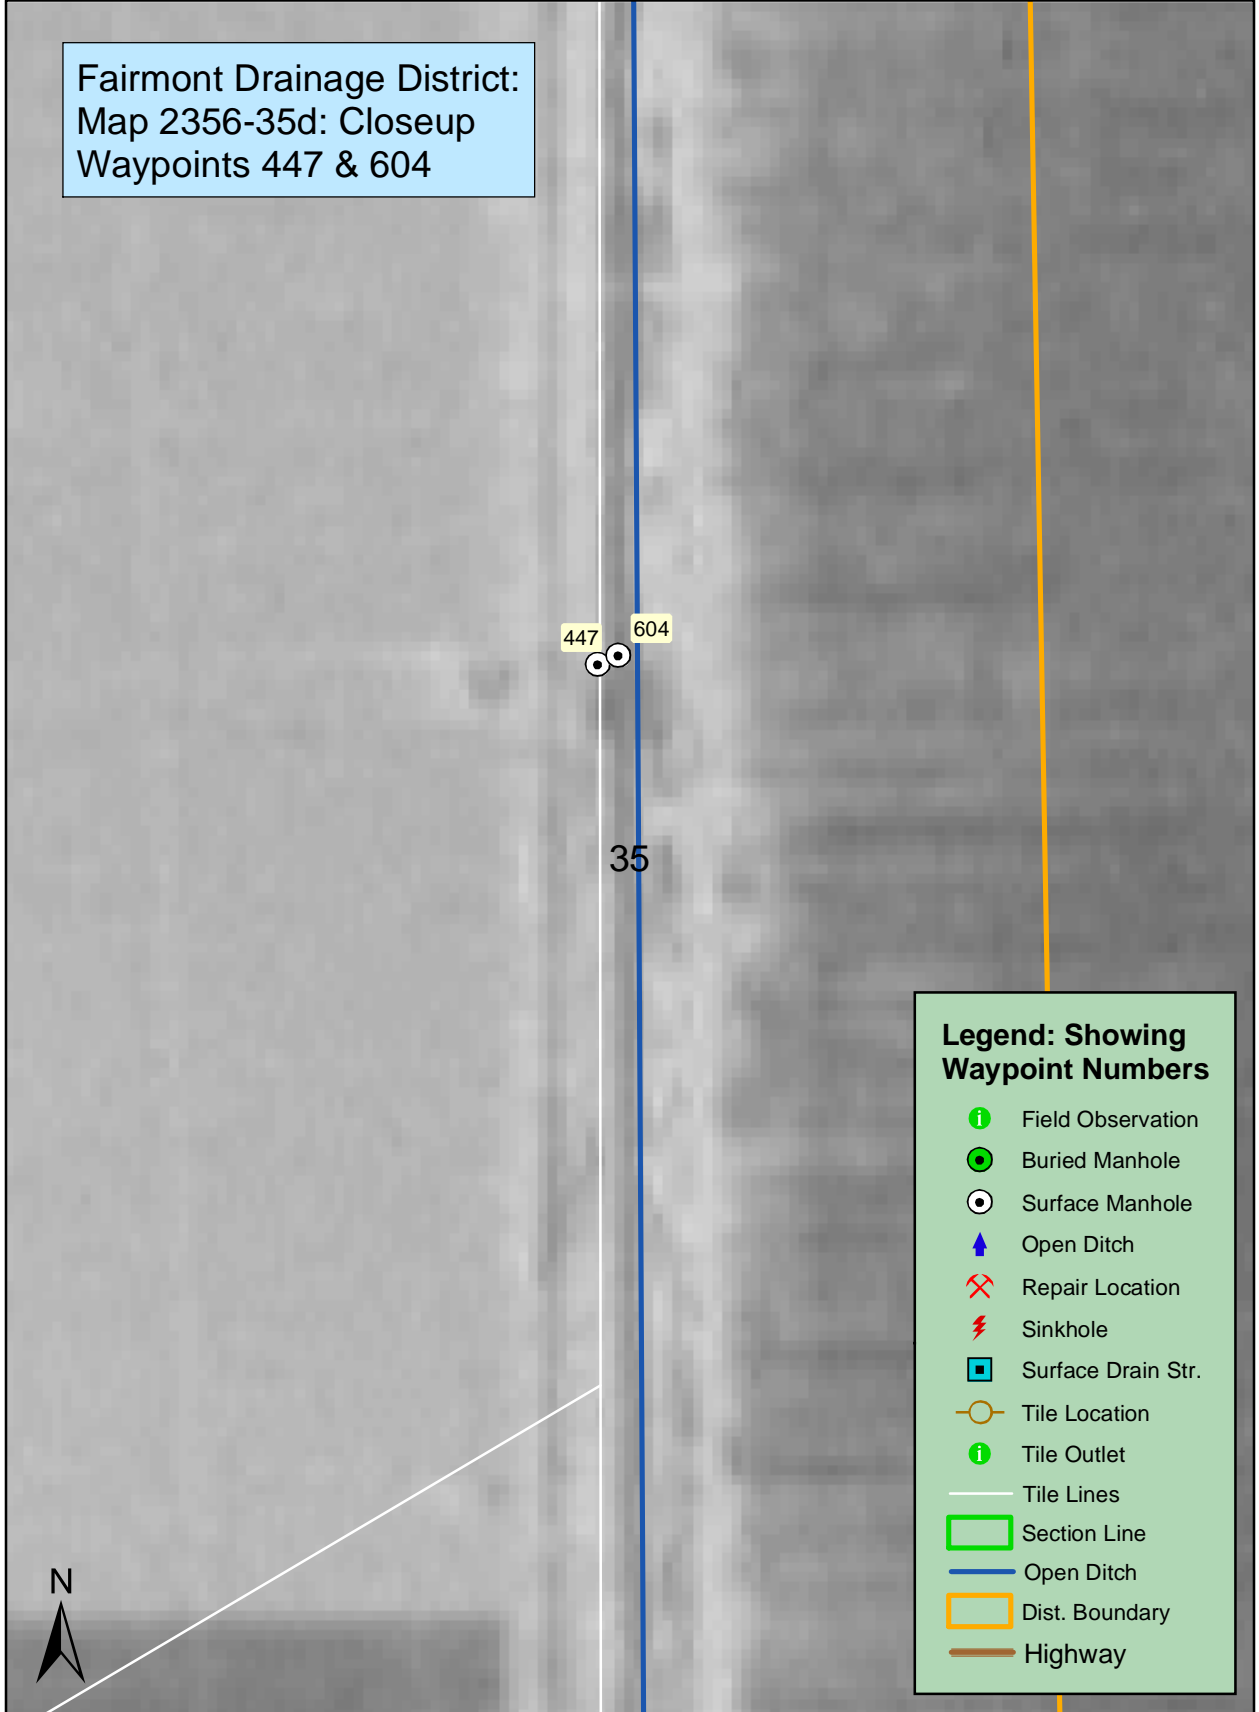 Fairmont Drainage District:
Map 2356-35d: Closeup
Waypoints 447 & 604
447
604
35
Legend: Showing
Waypoint Numbers
i Field Observation
Buried Manhole
Surface Manhole
Open Ditch
Repair Location
Sinkhole
Surface Drain Str.
Tile Location
i Tile Outlet
Tile Lines
Section Line
Open Ditch
Dist. Boundary
Highway
N